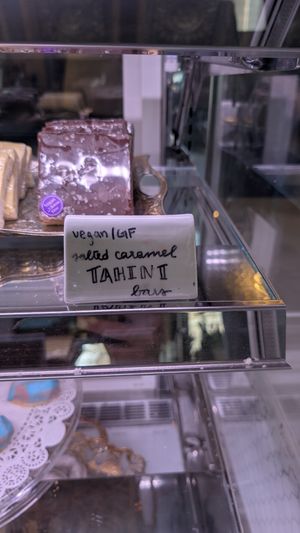 vegan/GF
salted caramel
TAHINI
bars